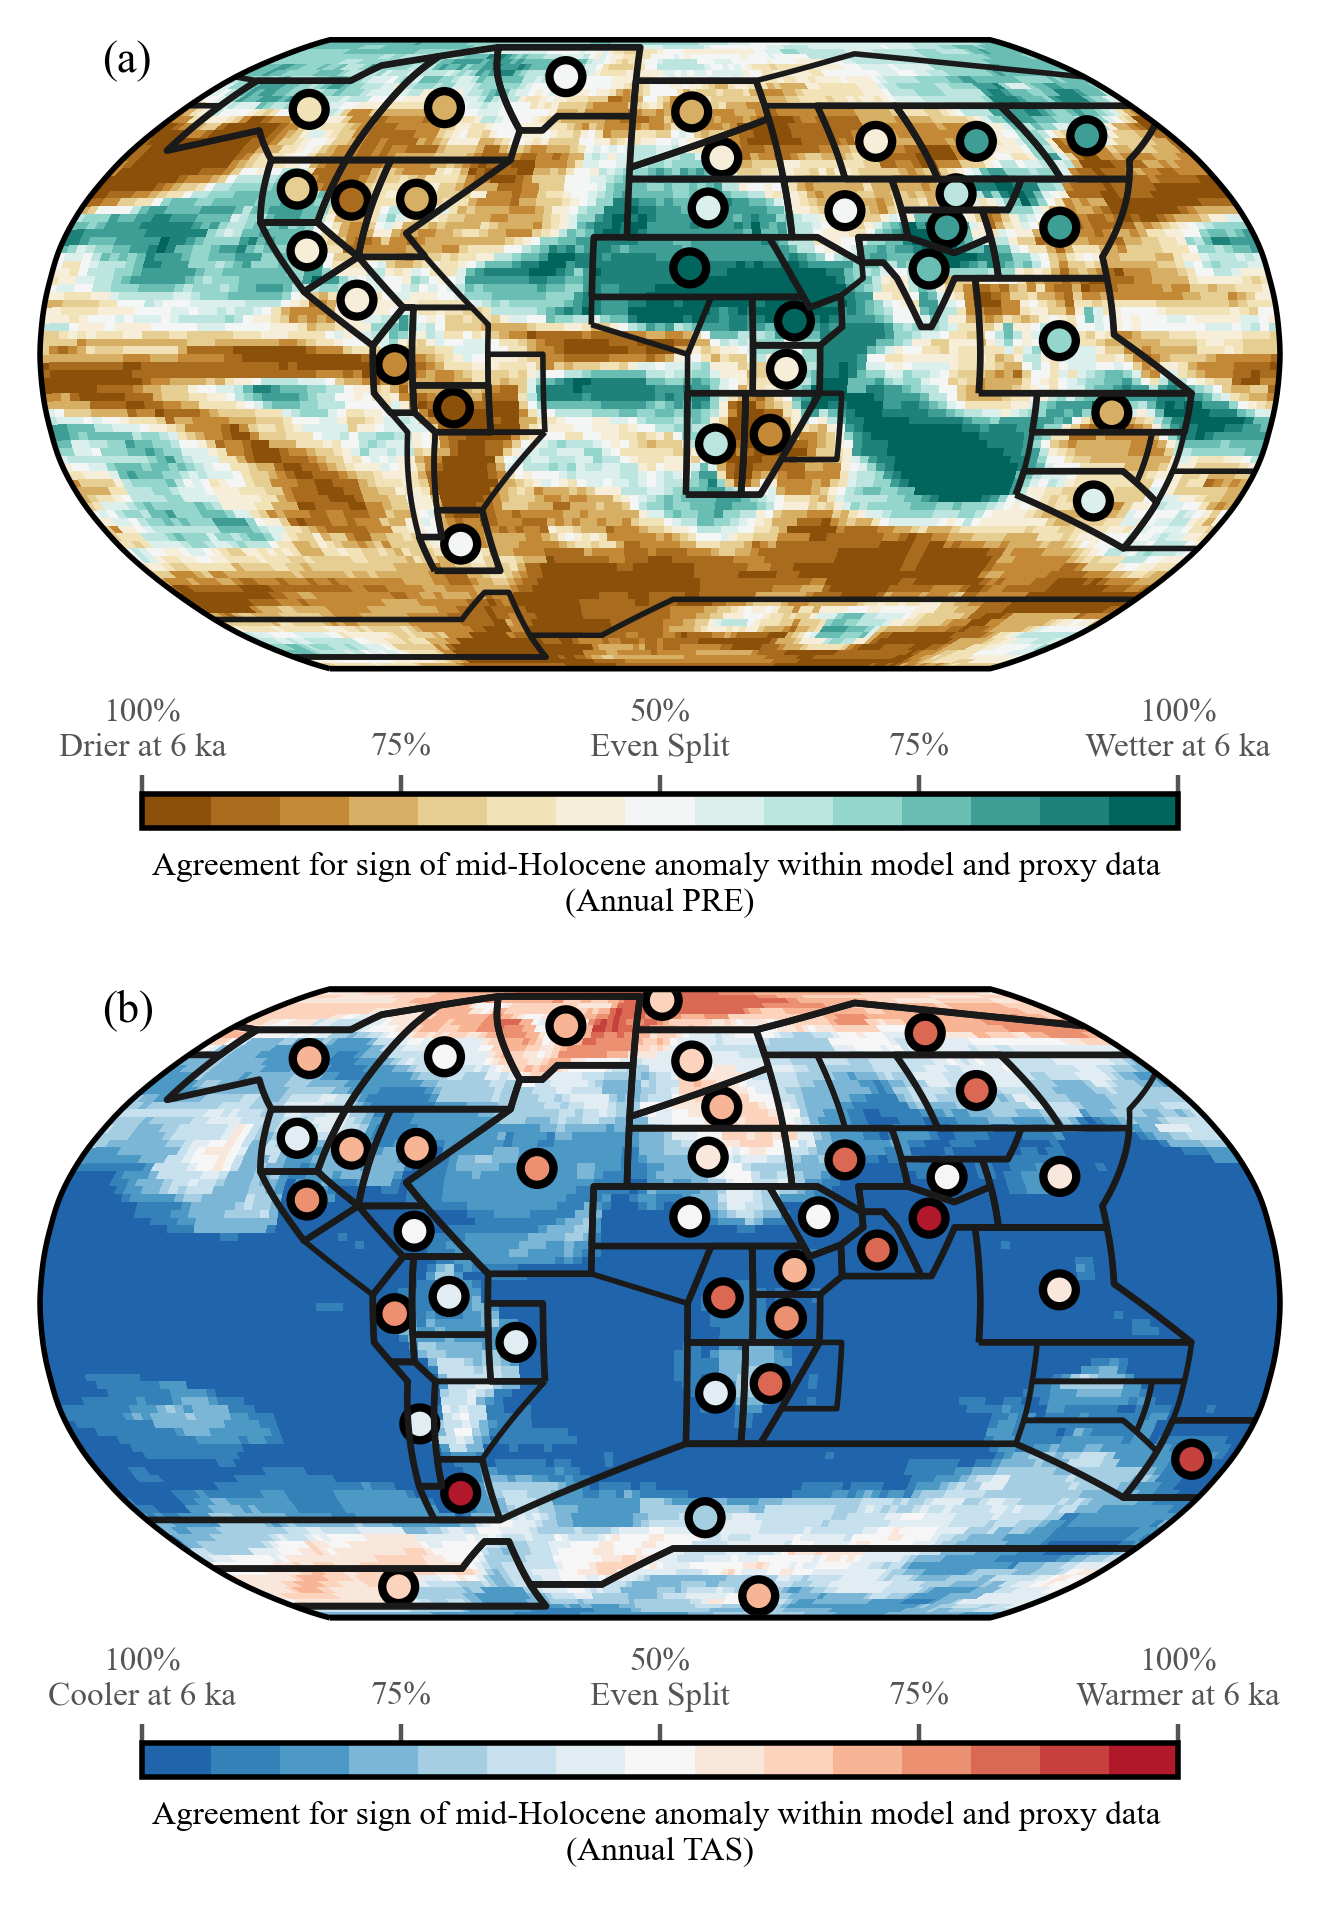 (a)
100% 50% 100%
Drier at 6 ka 75% Even Split 75% Wetter at 6 ka
Agreement for sign of mid-Holocene anomaly within model and proxy data
(Annual PRE)
(b)
100% 50% 100%
Cooler at 6 ka 75% Even Split 75% Warmer at 6 ka
Agreement for sign of mid-Holocene anomaly within model and proxy data
(Annual TAS)